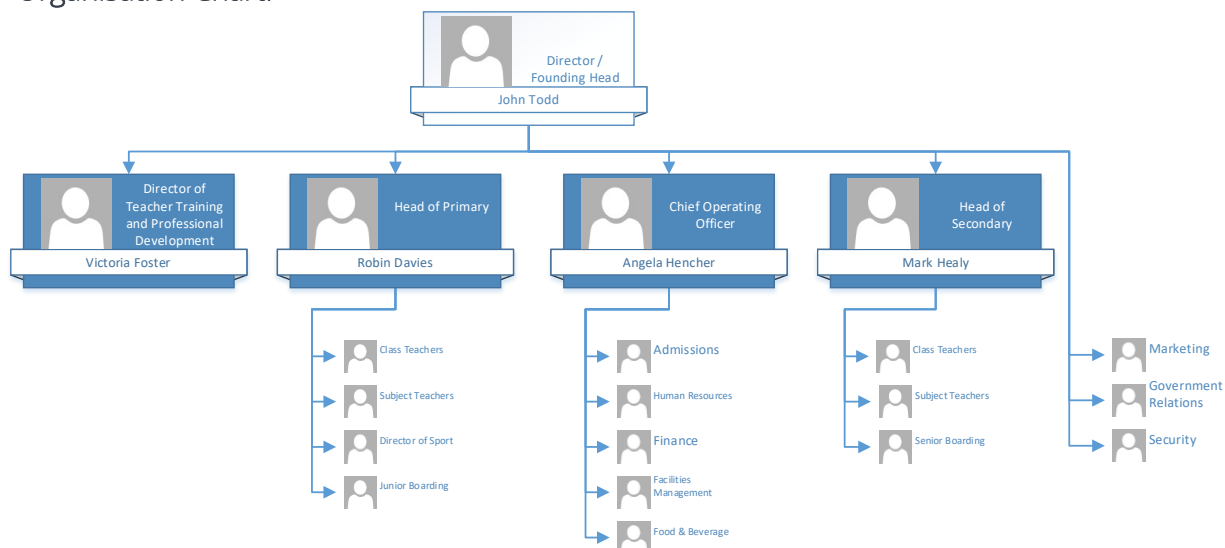 Organisation Chart.
Director /
Founding Head
John Todd
Director of
Teacher Training
and Professional
Development
Victoria Foster
Head of Primary
Robin Davies
Chief Operating
Officer
Angela Hencher
Head of
Secondary
Mark Healy
Class Teachers
Subject Teachers
Director of Sport
Junior Boarding
Admissions
Human Resources
Finance
Facilities
Management
Food & Beverage
Class Teachers
Subject Teachers
Senior Boarding
Marketing
Government
Relations
Security